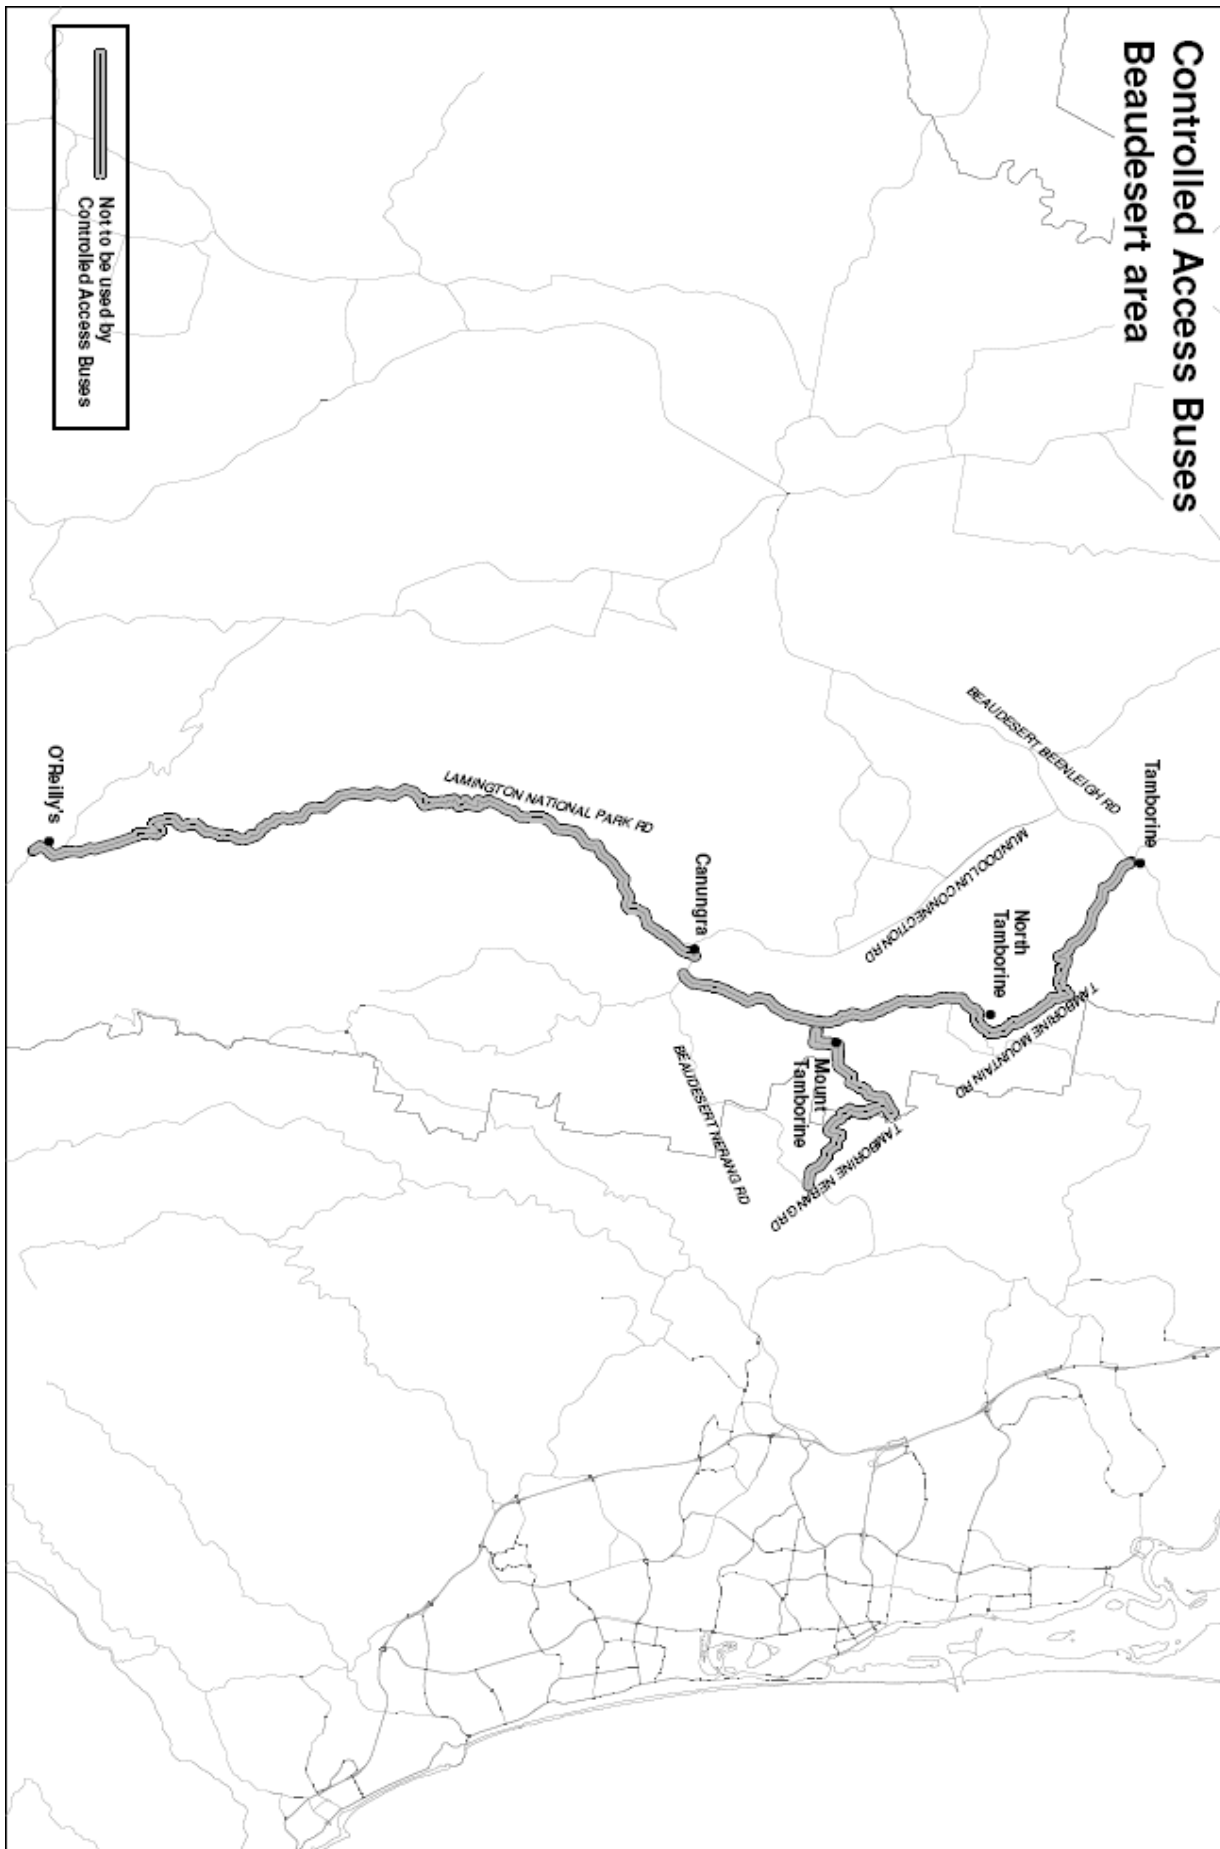 Controlled Access Buses
Beaudesert area
Tamborine
BEAUDESERT BEENLEIGH RD
MUNDOOLUN CONNECTION RD
North
Tamborine
TAMBORINE MOUNTAIN RD
Mount
Tamborine
TAMBORINE NERANG RD
Canungra
BEAUDESERT NERANG RD
LAMINGTON NATIONAL PARK RD
O'Reilly's
Not to be used by
Controlled Access Buses